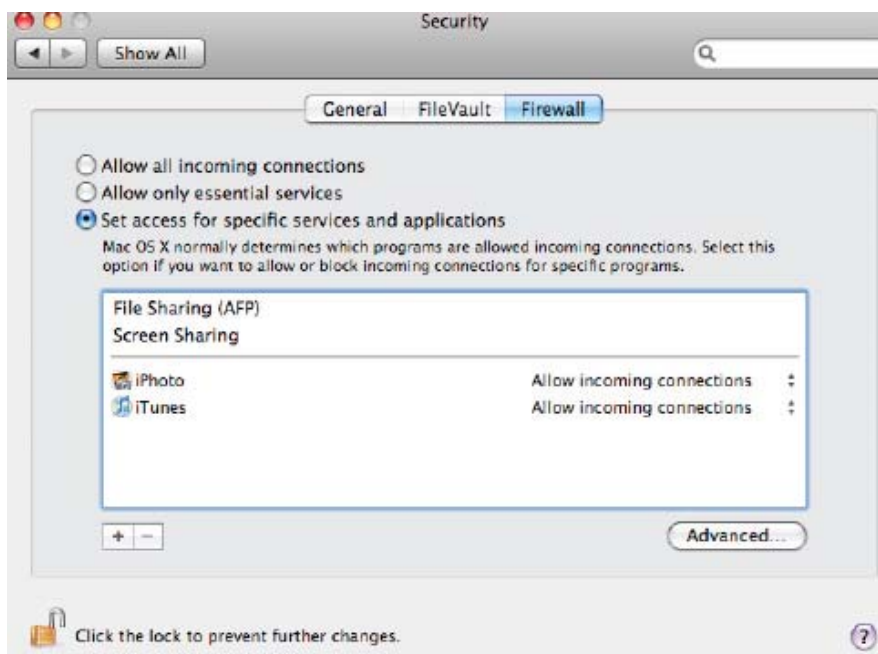 Security
Show All
General FileVault Firewall
Allow all incoming connections
Allow only essential services
Set access for specific services and applications
Mac OS X normally determines which programs are allowed incoming connections. Select this
option if you want to allow or block incoming connections for specific programs.
File Sharing (AFP)
Screen Sharing
iPhoto Allow incoming connections
iTunes Allow incoming connections
+ −
Advanced...
Click the lock to prevent further changes.
?